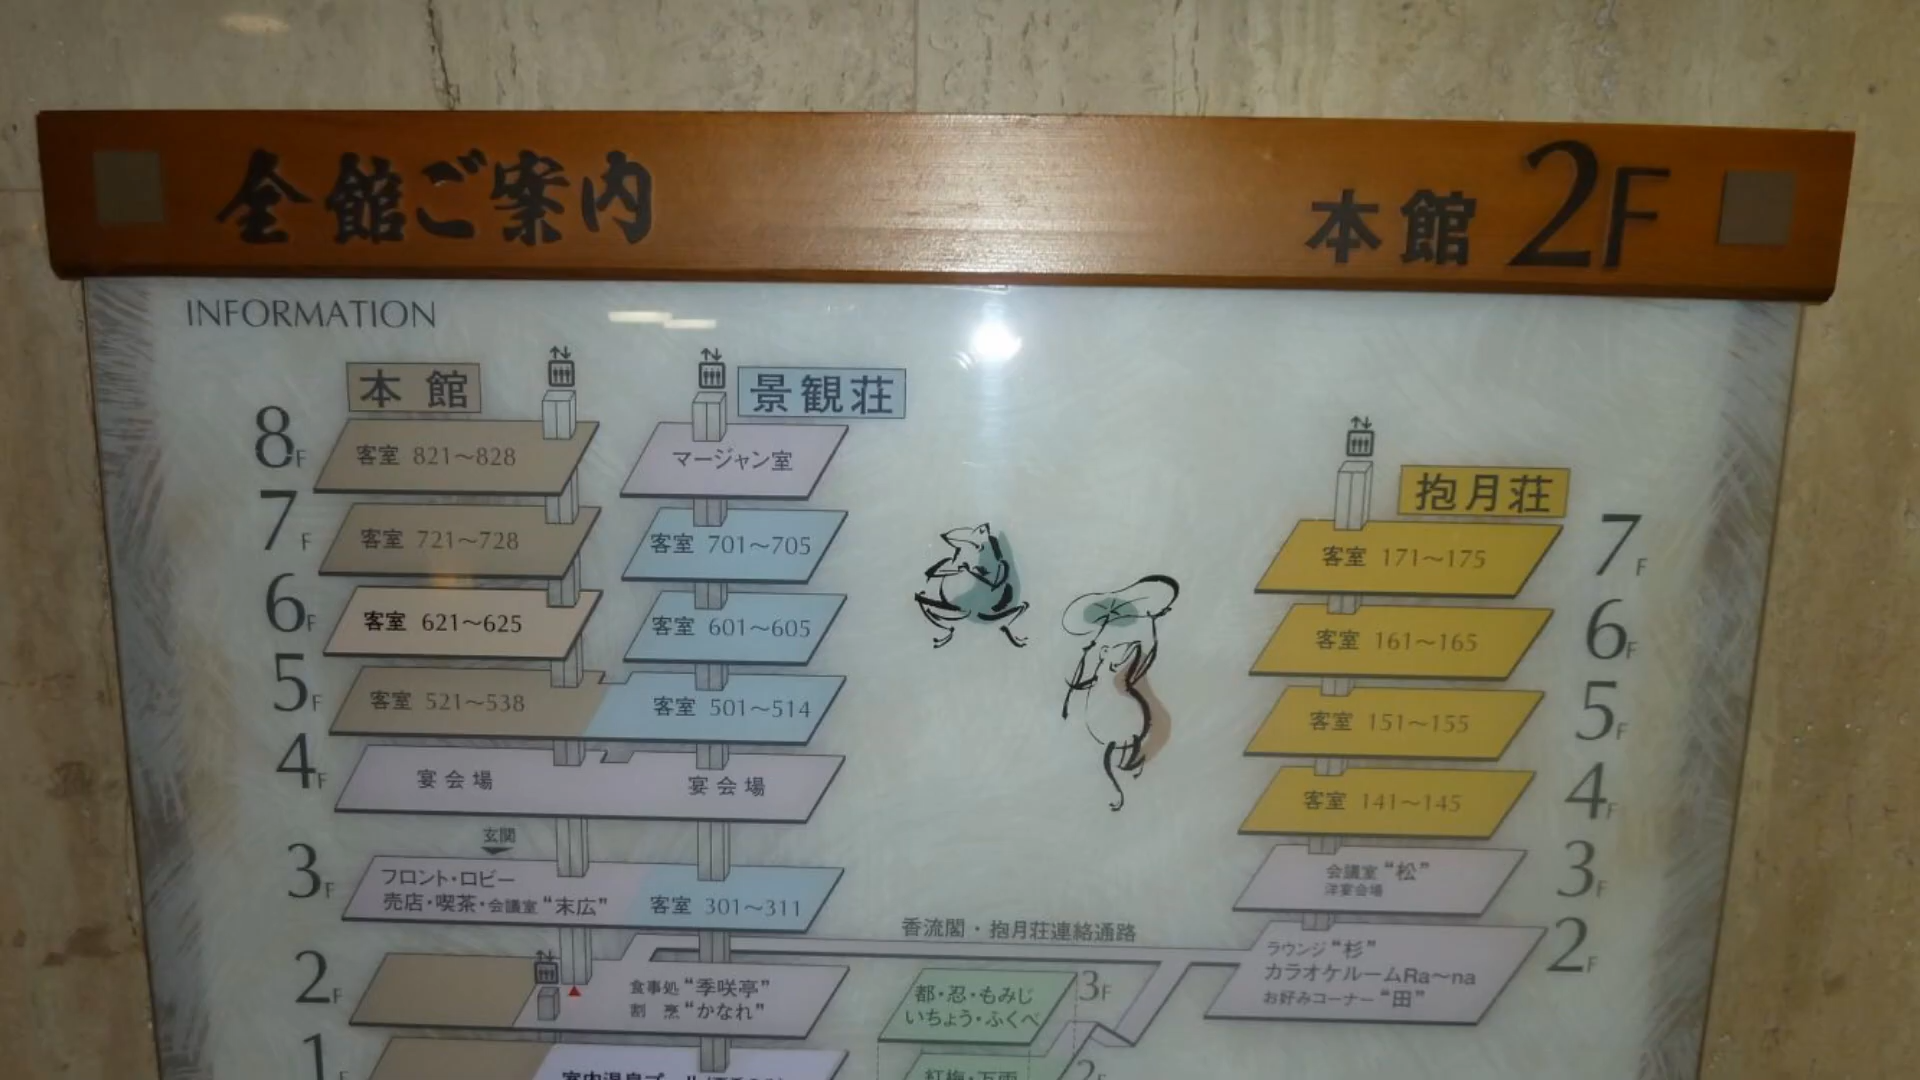 全館ご案内
本館 2F
INFORMATION
本館
景観荘
8F
客室 821〜828
マージャン室
7F
客室 721〜728
客室 701〜705
6F
客室 621〜625
客室 601〜605
5F
客室 521〜538
客室 501〜514
4F
宴会場
宴会場
玄関
3F
フロント・ロビー
売店・喫茶・会議室“末広”
客室 301〜311
2F
食事処“季咲亭”
割烹“かなれ”
1F
香流閣・抱月荘連絡通路
都・忍・もみじ
いちょう・ふくべ
3F
2F
抱月荘
客室 171〜175
7F
客室 161〜165
6F
客室 151〜155
5F
客室 141〜145
4F
会議室“松”
洋宴会場
3F
ラウンジ“杉”
カラオケルームRa〜na
お好みコーナー“田”
2F